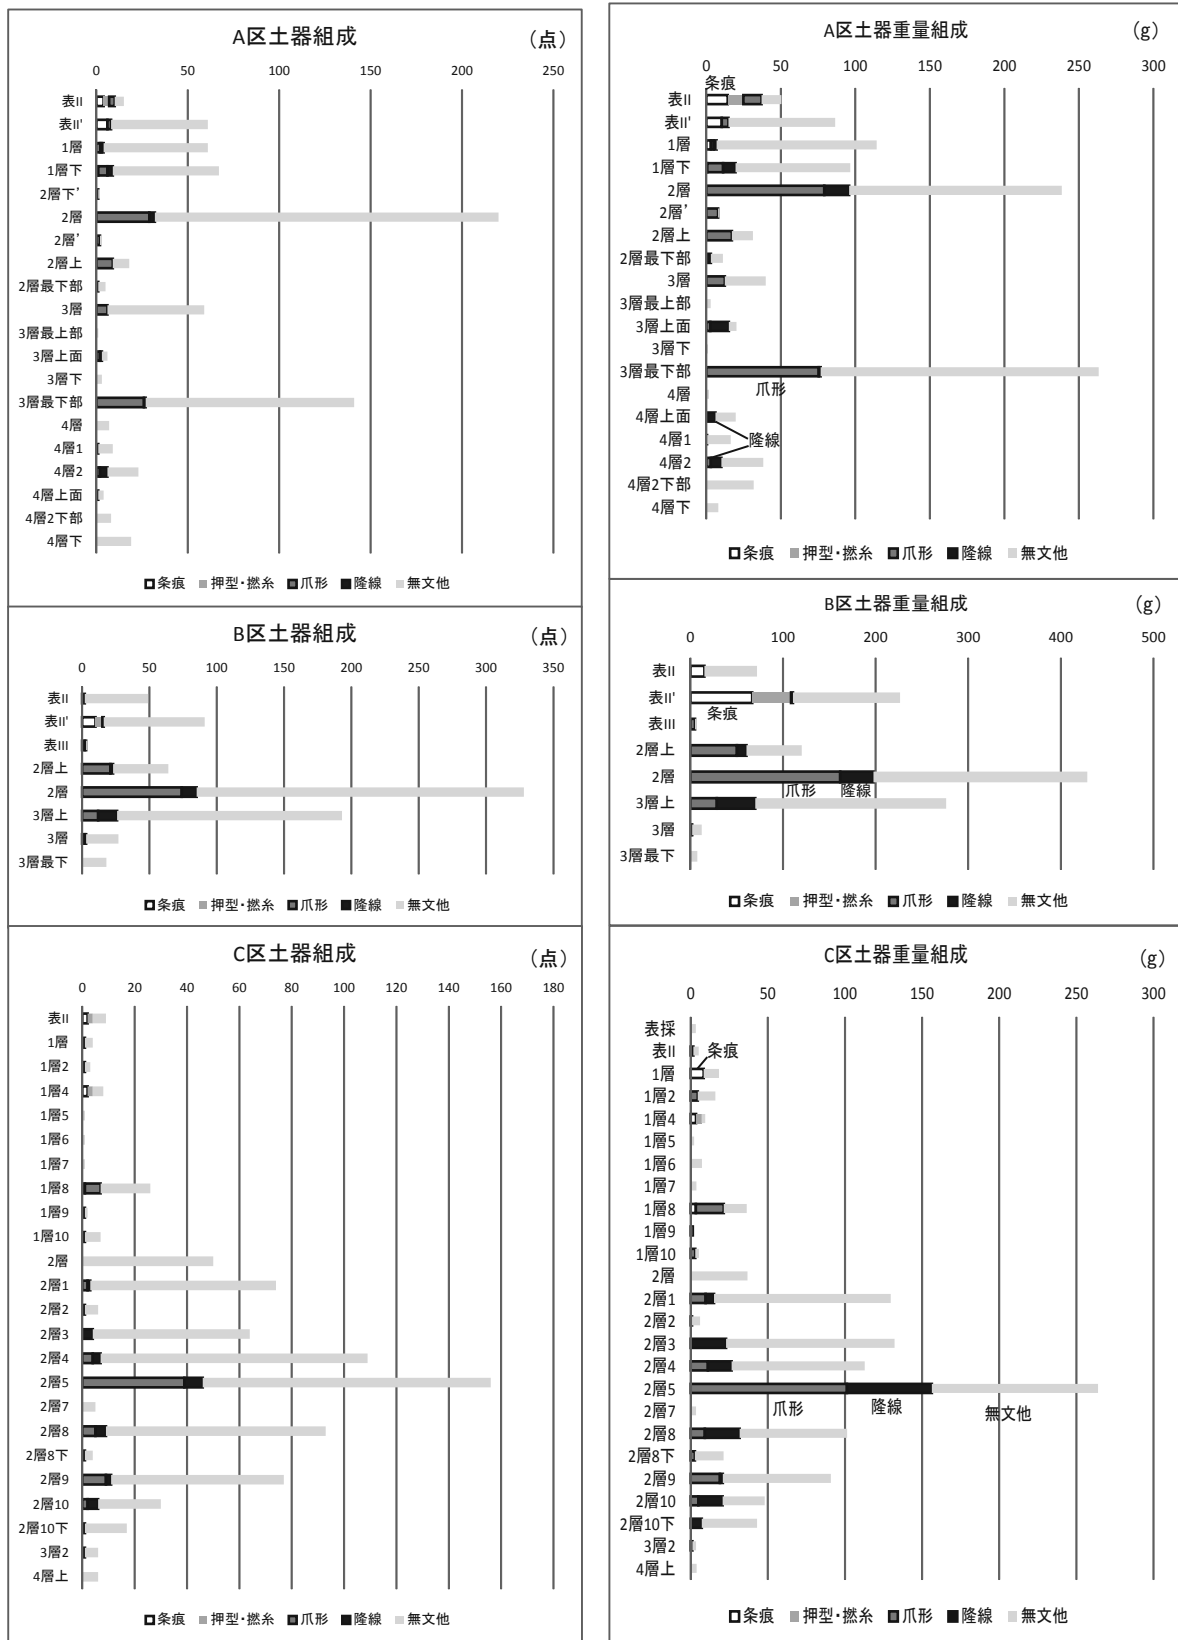 A区土器組成 (点)
0 50 100 150 200 250
表II
表II'
1層
1層下
2層下'
2層
2層'
2層上
2層最下部
3層
3層最上部
3層上面
3層下
3層最下部
4層
4層1
4層2
4層上面
4層2下部
4層下
条痕 押型・撚糸 爪形 隆線 無文他
A区土器重量組成 (g)
0 50 100 150 200 250 300
条痕
表II
表II'
1層
1層下
2層
2層'
2層上
2層最下部
3層
3層最上部
3層上面
3層下
3層最下部
爪形
4層
4層上面
4層1 隆線
4層2
4層2下部
4層下
条痕 押型・撚糸 爪形 隆線 無文他
B区土器組成 (点)
0 50 100 150 200 250 300 350
表II
表II'
表III
2層上
2層
3層上
3層
3層最下
条痕 押型・撚糸 爪形 隆線 無文他
B区土器重量組成 (g)
0 100 200 300 400 500
表II
表II'
条痕
表III
2層上
2層
爪形 隆線
3層上
3層
3層最下
条痕 押型・撚糸 爪形 隆線 無文他
C区土器組成 (点)
0 20 40 60 80 100 120 140 160 180
表II
1層
1層2
1層4
1層5
1層6
1層7
1層8
1層9
1層10
2層
2層1
2層2
2層3
2層4
2層5
2層7
2層8
2層8下
2層9
2層10
2層10下
3層2
4層上
条痕 押型・撚糸 爪形 隆線 無文他
C区土器重量組成 (g)
0 50 100 150 200 250 300
表採
表II 条痕
1層
1層2
1層4
1層5
1層6
1層7
1層8
1層9
1層10
2層
2層1
2層2
2層3
2層4
2層5
爪形 隆線 無文他
2層7
2層8
2層8下
2層9
2層10
2層10下
3層2
4層上
条痕 押型・撚糸 爪形 隆線 無文他